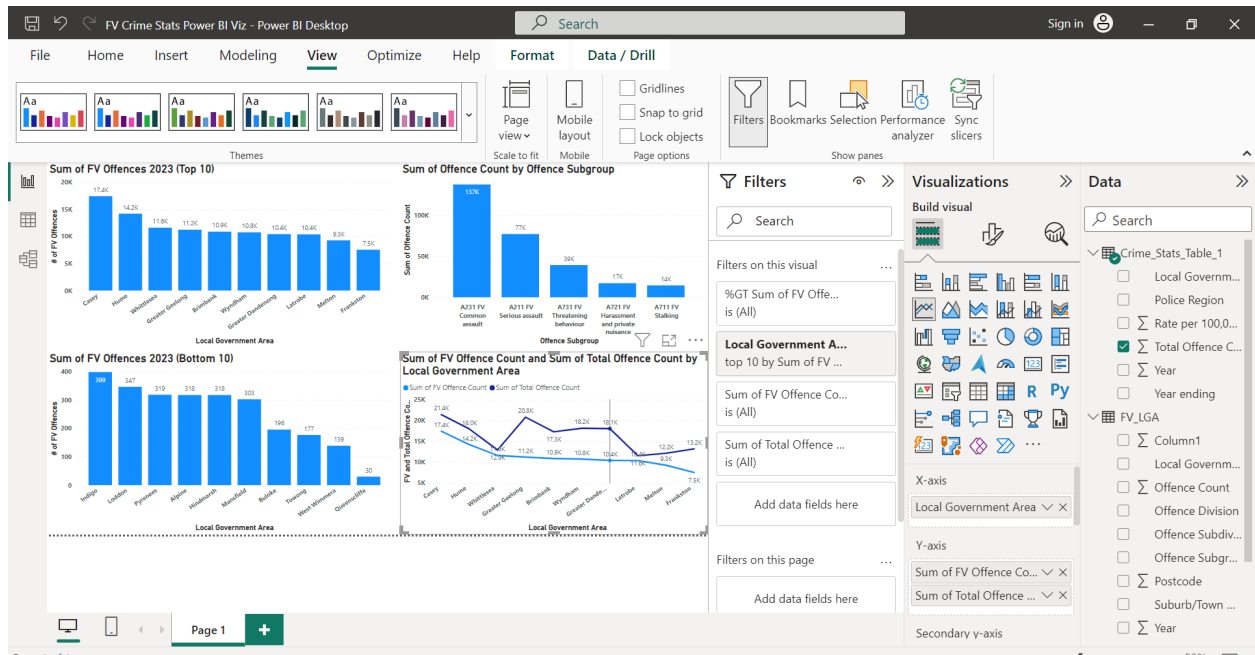 FV Crime Stats Power BI Viz - Power BI Desktop
Search
Sign in
File Home Insert Modeling View Optimize Help Format Data / Drill
Aa Aa Aa Aa Aa Aa
Themes
Page view
Scale to fit
Mobile layout
Mobile
Gridlines
Snap to grid
Lock objects
Page options
Filters Bookmarks Selection Performance analyzer Sync slicers
Show panes
Sum of FV Offences 2023 (Top 10)
# of FV Offences
20K
15K
10K
5K
0K
17.4K 14.2K 11.6K 11.2K 10.9K 10.8K 10.4K 10.4K 9.3K 7.5K
Casey Hume Whittlesea Greater Geelong Brimbank Wyndham Greater Dandenong Latrobe Melton Frankston
Local Government Area
Sum of Offence Count by Offence Subgroup
Sum of Offence Count
100K
50K
0K
137K 77K 39K 17K 14K
A231 FV Common assault
A211 FV Serious assault
A231 FV Threatening behaviour
A721 FV Harassment and private nuisance
A711 FV Stalking
Offence Subgroup
Sum of FV Offences 2023 (Bottom 10)
# of FV Offences
400
300
200
100
0
399 347 319 318 318 303 196 177 139 30
Indigo Loddon Pyrenees Alpine Hindmarsh Mansfield Buloke Towong West Wimmera Queenscliffe
Local Government Area
Sum of FV Offence Count and Sum of Total Offence Count by
Local Government Area
Sum of FV Offence Count Sum of Total Offence Count
FV and Total Offence Co...
25K
20K
15K
10K
5K
21.4K 18.0K 12.9K 20.8K 17.3K 18.2K 18.1K 12.2K 13.2K
17.4K 14.2K 11.2K 10.9K 10.8K 10.4K 11.6K 9.3K 7.5K
Casey Hume Whittlesea Greater Geelong Brimbank Wyndham Greater Dande... Latrobe Melton Frankston
Local Government Area
Page 1
Filters
Search
Filters on this visual
...
%GT Sum of FV Offe...
is (All)
Local Government A...
top 10 by Sum of FV ...
Sum of FV Offence Co...
is (All)
Sum of Total Offence ...
is (All)
Add data fields here
Filters on this page
...
Add data fields here
Visualizations
Build visual
R Py
123
...
X-axis
Local Government Area
Y-axis
Sum of FV Offence Co...
Sum of Total Offence ...
Secondary y-axis
Data
Search
Crime_Stats_Table_1
Local Governm...
Police Region
Rate per 100,0...
Total Offence C...
Year
Year ending
FV_LGA
Column1
Local Governm...
Offence Count
Offence Division
Offence Subdiv...
Offence Subgr...
Postcode
Suburb/Town ...
Year